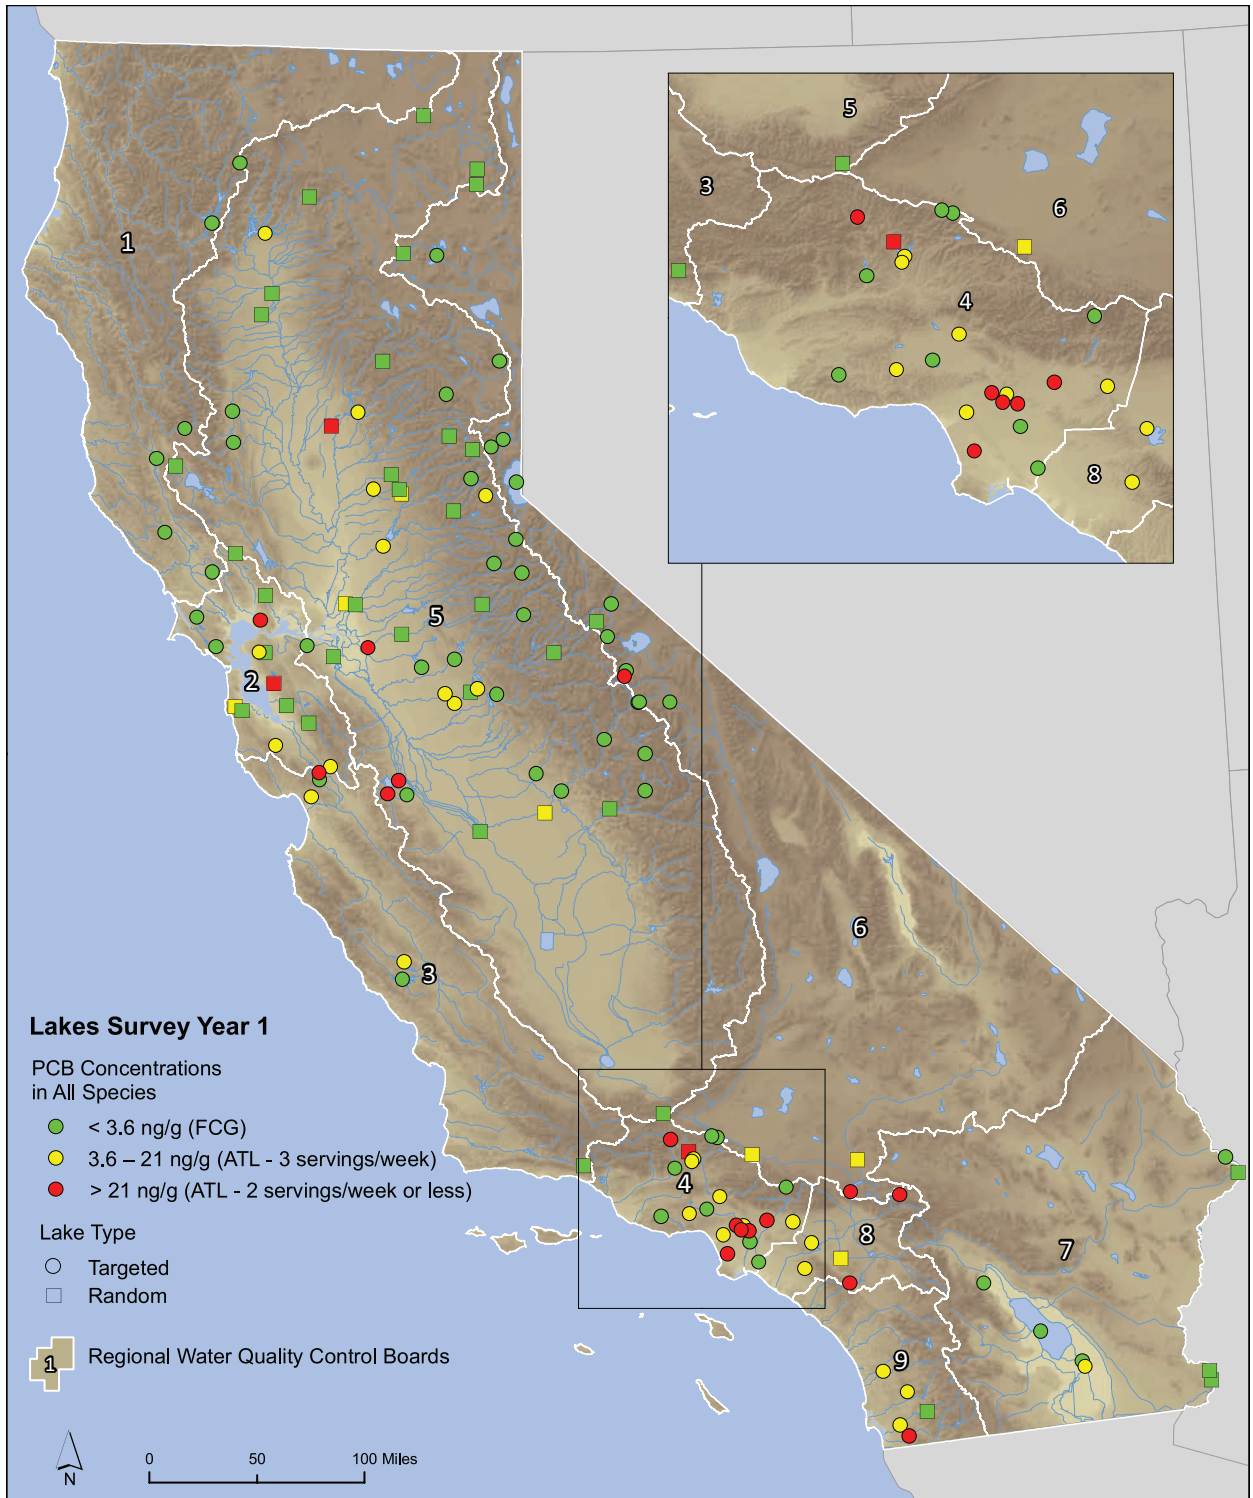 5
3
6
4
8
1
5
2
6
3
4
8
7
9
Lakes Survey Year 1
PCB Concentrations
in All Species
< 3.6 ng/g (FCG)
3.6 – 21 ng/g (ATL - 3 servings/week)
> 21 ng/g (ATL - 2 servings/week or less)
Lake Type
Targeted
Random
1 Regional Water Quality Control Boards
N
0 50 100 Miles